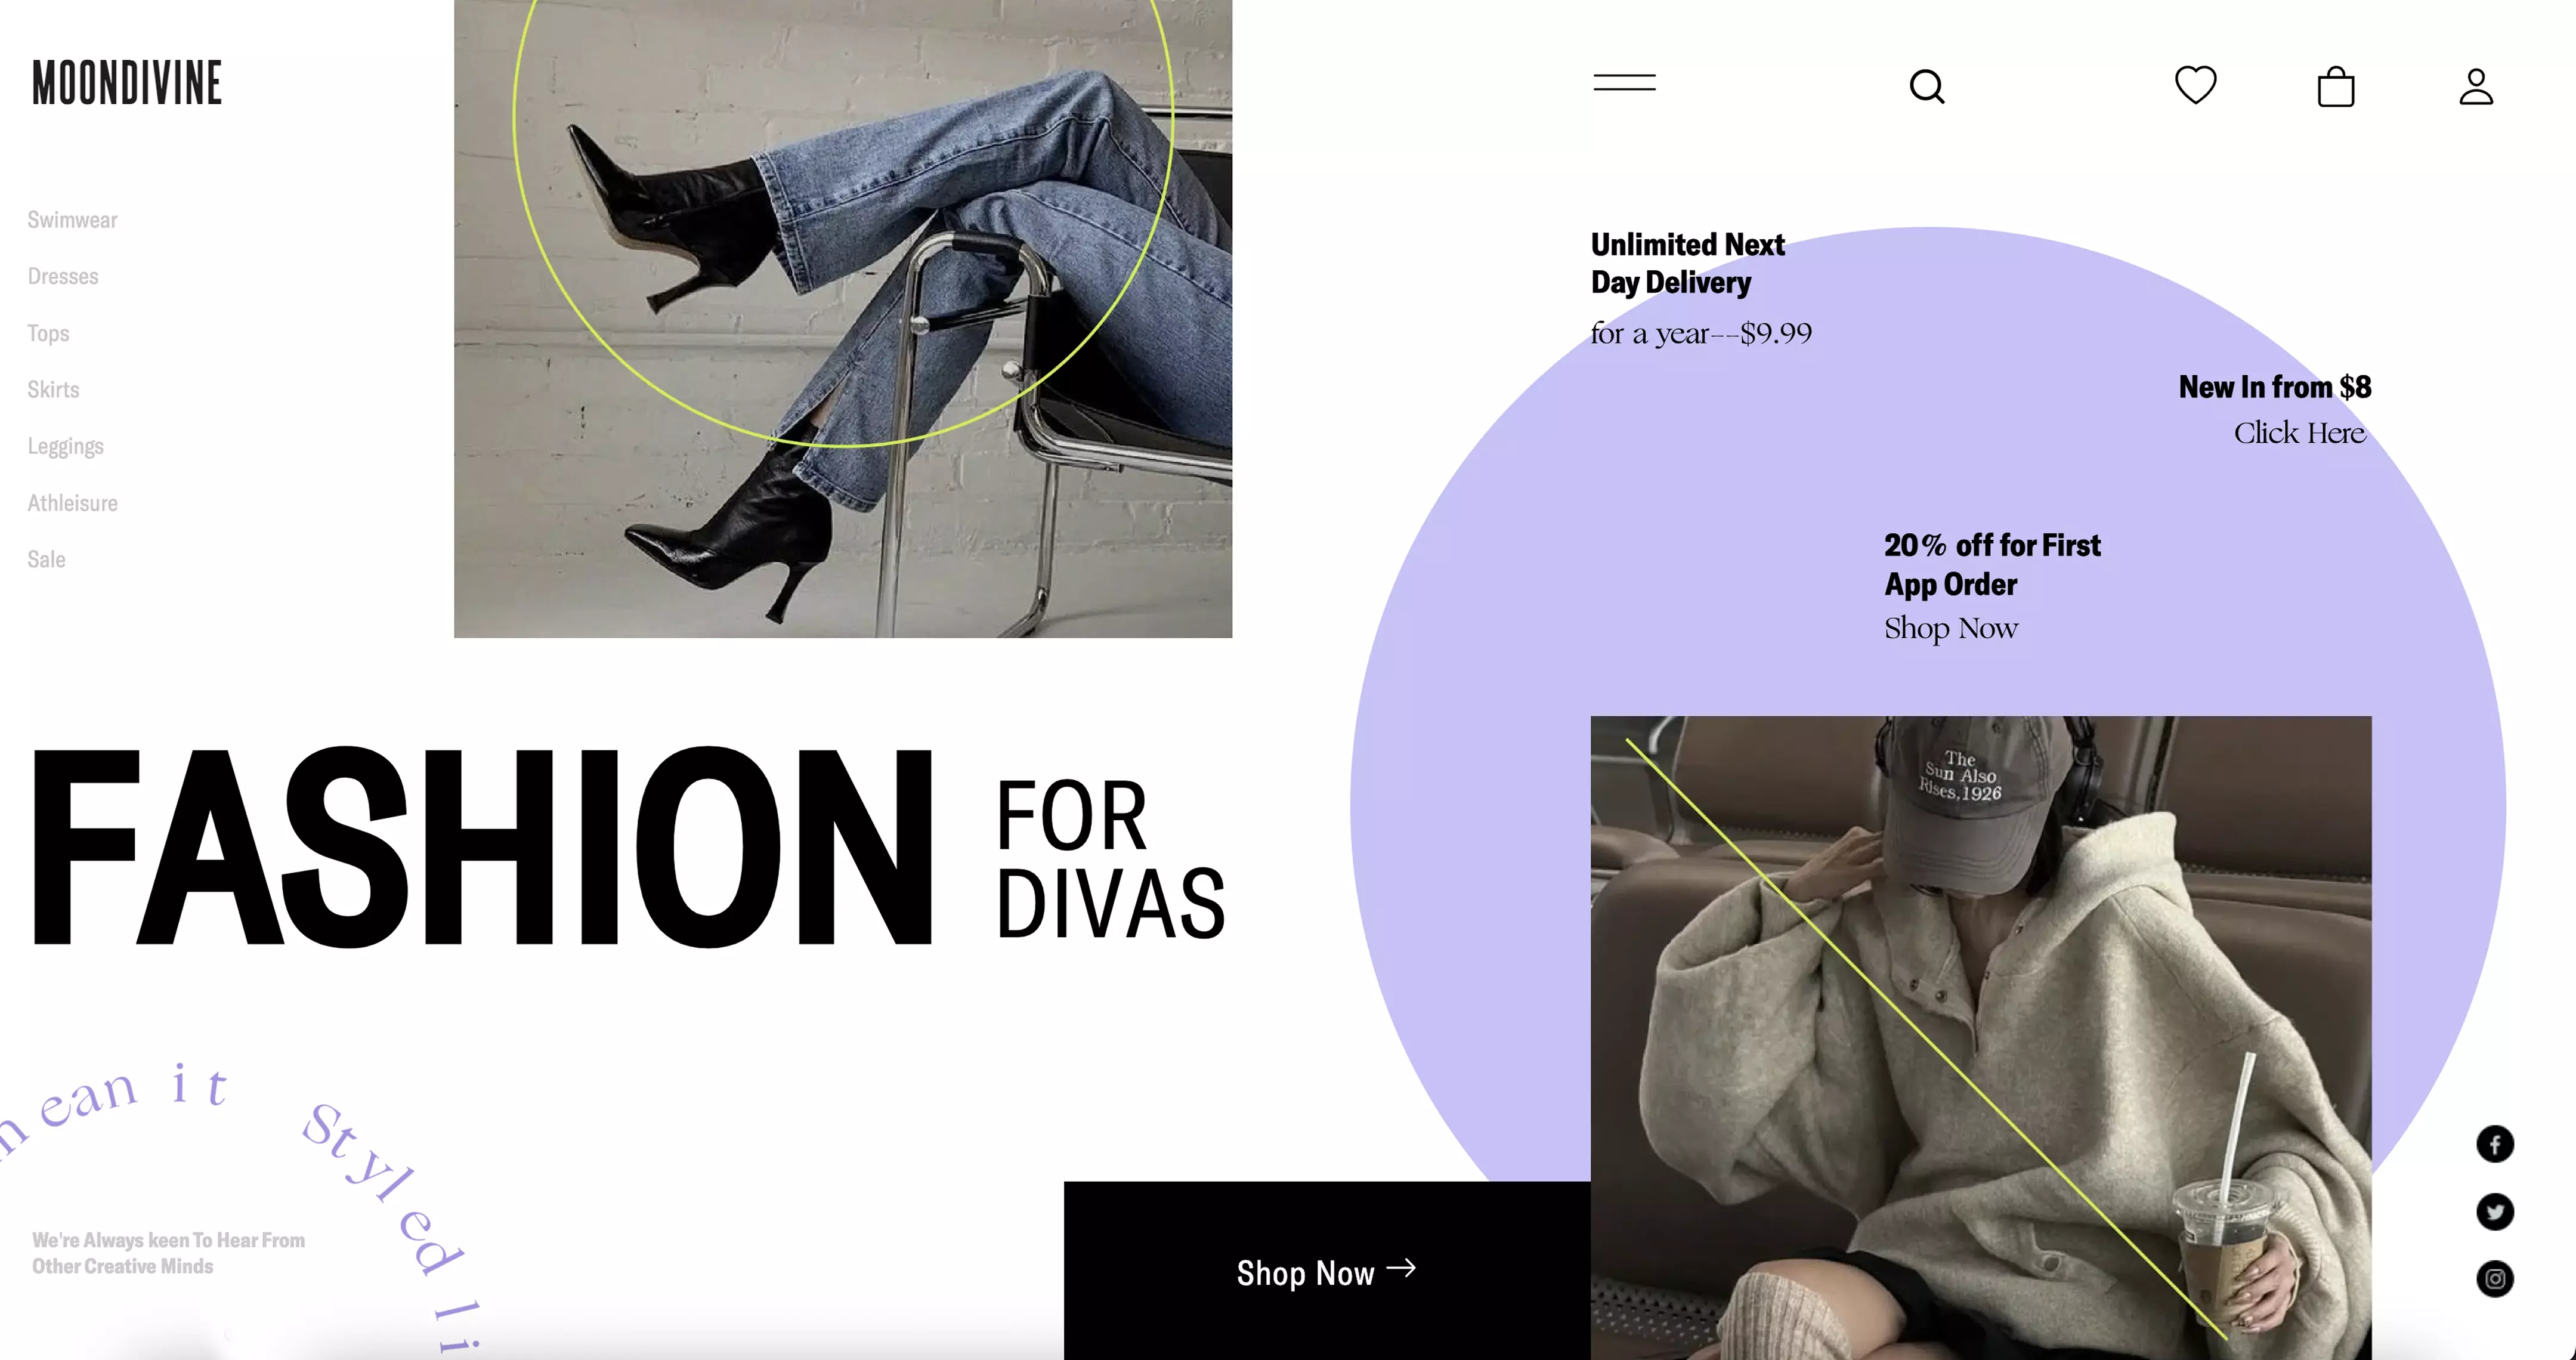 MOONDIVINE
Swimwear
Dresses
Tops
Skirts
Leggings
Athleisure
Sale
Unlimited Next
Day Delivery
for a year--$9.99
New In from $8
Click Here
20% off for First
App Order
Shop Now
FASHION
FOR
DIVAS
The
Sun Also
Rises,1926
ean it Styled li
We're Always keen To Hear From
Other Creative Minds
Shop Now →